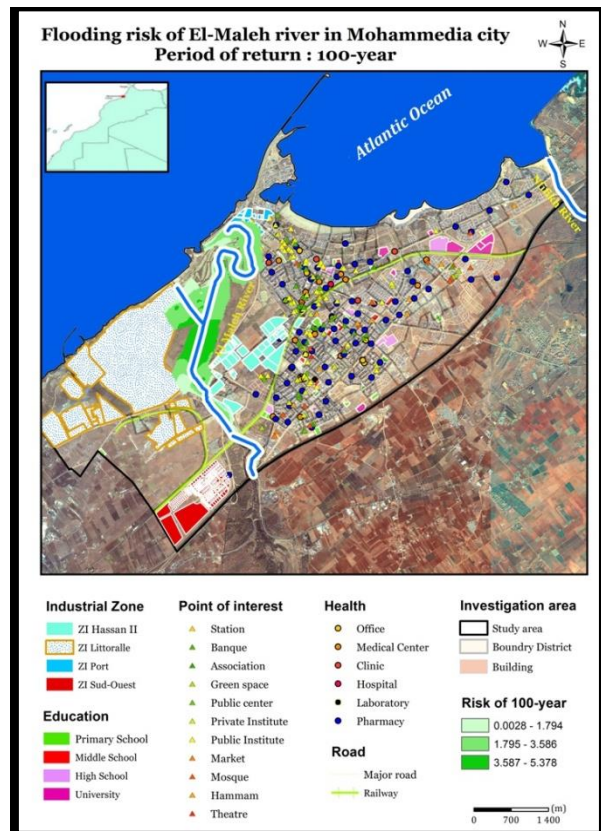 Flooding risk of El-Maleh river in Mohammedia city
Period of return : 100-year
N
W E
S
Atlantic Ocean
River
River
Industrial Zone
ZI Hassan II
ZI Littoralle
ZI Port
ZI Sud-Ouest
Education
Primary School
Middle School
High School
University
Point of interest
Station
Banque
Association
Green space
Public center
Private Institute
Public Institute
Market
Mosque
Hammam
Theatre
Health
Office
Medical Center
Clinic
Hospital
Laboratory
Pharmacy
Road
Major road
Railway
Investigation area
Study area
Boundry District
Building
Risk of 100-year
0.0028 - 1.794
1.795 - 3.586
3.587 - 5.378
(m)
0 700 1 400